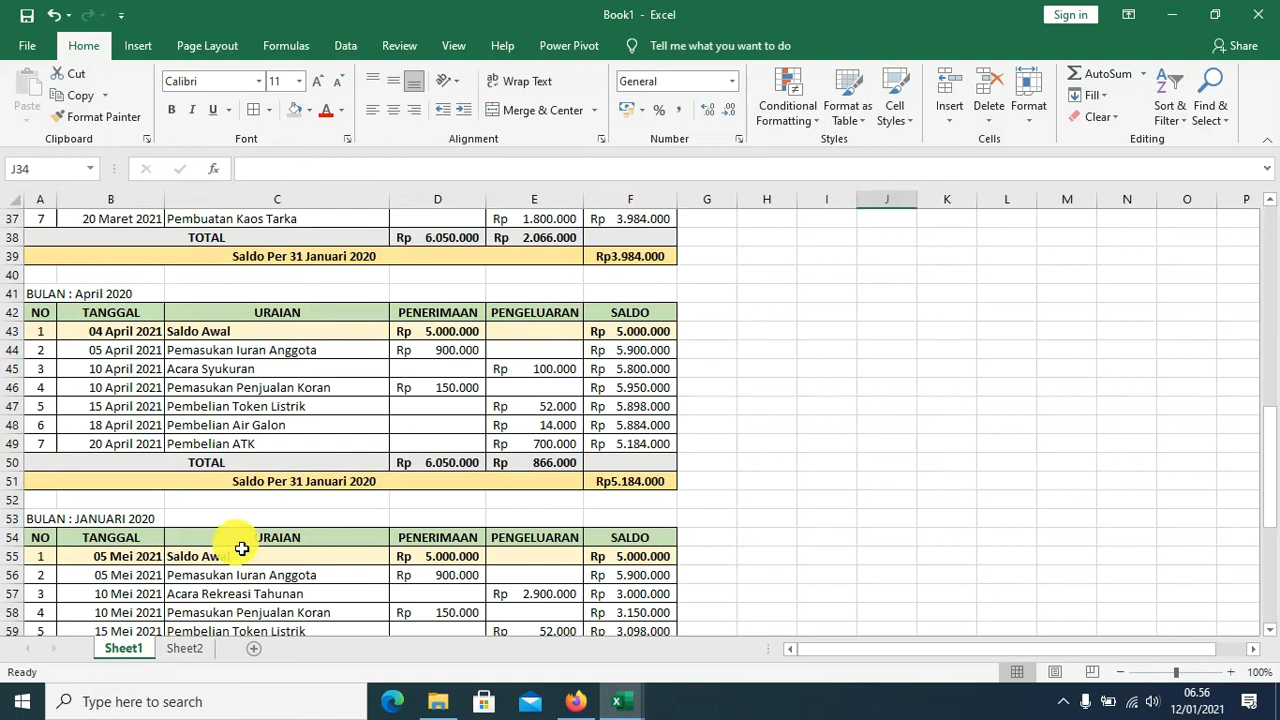 Book1 - Excel
Sign in
File Home Insert Page Layout Formulas Data Review View Help Power Pivot Tell me what you want to do Share
Paste
Cut
Copy
Format Painter
Clipboard
Calibri 11
B I U
Font
Wrap Text
Merge & Center
Alignment
General
Number
Conditional Formatting
Format as Table
Cell Styles
Styles
Insert
Delete
Format
Cells
AutoSum
Fill
Clear
Sort & Filter
Find & Select
Editing
J34
A B C D E F G H I J K L M N O P
37 7 20 Maret 2021 Pembuatan Kaos Tarka Rp 1.800.000 Rp 3.984.000
38 TOTAL Rp 6.050.000 Rp 2.066.000
39 Saldo Per 31 Januari 2020 Rp3.984.000
40
41 BULAN : April 2020
42 NO TANGGAL URAIAN PENERIMAAN PENGELUARAN SALDO
43 1 04 April 2021 Saldo Awal Rp 5.000.000 Rp 5.000.000
44 2 05 April 2021 Pemasukan Iuran Anggota Rp 900.000 Rp 5.900.000
45 3 10 April 2021 Acara Syukuran Rp 100.000 Rp 5.800.000
46 4 10 April 2021 Pemasukan Penjualan Koran Rp 150.000 Rp 5.950.000
47 5 15 April 2021 Pembelian Token Listrik Rp 52.000 Rp 5.898.000
48 6 18 April 2021 Pembelian Air Galon Rp 14.000 Rp 5.884.000
49 7 20 April 2021 Pembelian ATK Rp 700.000 Rp 5.184.000
50 TOTAL Rp 6.050.000 Rp 866.000
51 Saldo Per 31 Januari 2020 Rp5.184.000
52
53 BULAN : JANUARI 2020
54 NO TANGGAL URAIAN PENERIMAAN PENGELUARAN SALDO
55 1 05 Mei 2021 Saldo Awal Rp 5.000.000 Rp 5.000.000
56 2 05 Mei 2021 Pemasukan Iuran Anggota Rp 900.000 Rp 5.900.000
57 3 10 Mei 2021 Acara Rekreasi Tahunan Rp 2.900.000 Rp 3.000.000
58 4 10 Mei 2021 Pemasukan Penjualan Koran Rp 150.000 Rp 3.150.000
59 5 15 Mei 2021 Pembelian Token Listrik Rp 52.000 Rp 3.098.000
Sheet1 Sheet2
Ready
100%
Type here to search
06.56
12/01/2021